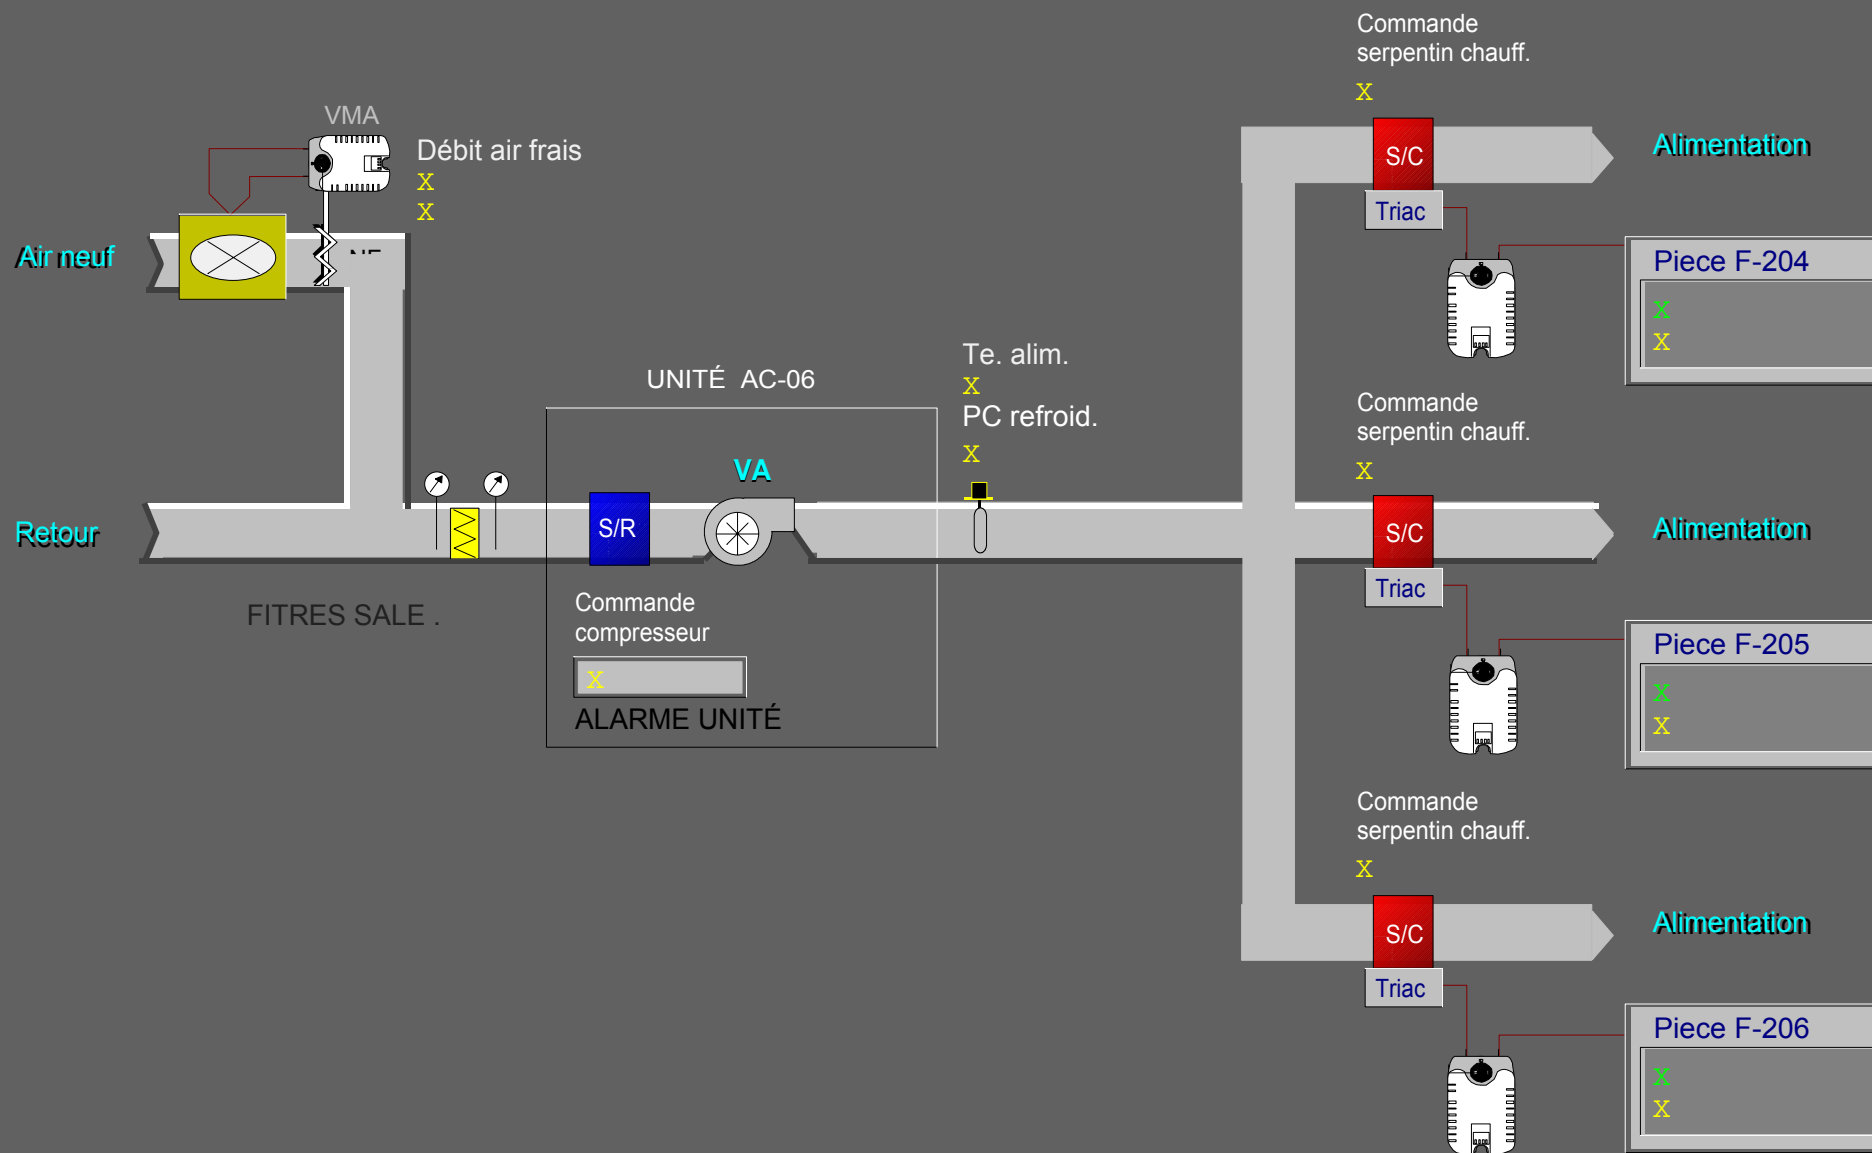 Commande
serpentin chauff.
X
VMA
Débit air frais
X
X
S/C
Alimentation
Triac
Air neuf
Piece F-204
X
X
Te. alim.
X
PC refroid.
X
UNITÉ AC-06
Commande
serpentin chauff.
X
VA
Retour
S/R
S/C
Alimentation
Triac
FITRES SALE .
Commande
compresseur
X
ALARME UNITÉ
Piece F-205
X
X
Commande
serpentin chauff.
X
S/C
Alimentation
Triac
Piece F-206
X
X